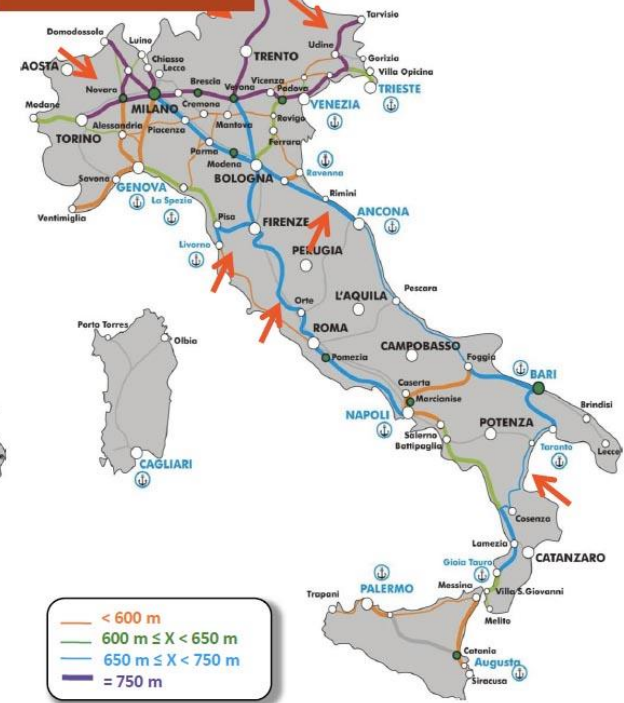 Tarvisio
Domodossola
Luino
Udine
Gorizia
AOSTA
Chiasso
Lecco
TRENTO
Villa Opicina
TRIESTE
Novara
Brescia
Verona
Vicenza
Padova
MILANO
VENEZIA
Modane
Cremona
Mantova
Rovigo
TORINO
Alessandria
Piacenza
Ferrara
Parma
Modena
BOLOGNA
Ravenna
Savona
GENOVA
La Spezia
Rimini
Ventimiglia
Pisa
FIRENZE
ANCONA
Livorno
PERUGIA
Pescara
L'AQUILA
Orte
ROMA
Porto Torres
Olbia
CAMPOBASSO
Pomezia
Foggia
BARI
Caserta
Marcianise
Brindisi
NAPOLI
POTENZA
Salerno
Battipaglia
Taranto
Lecce
CAGLIARI
Cosenza
Lamezia
CATANZARO
Gioia Tauro
Messina
Villa S.Giovanni
PALERMO
Trapani
Melito
Catania
Augusta
Siracusa
< 600 m
600 m ≤ X < 650 m
650 m ≤ X < 750 m
= 750 m